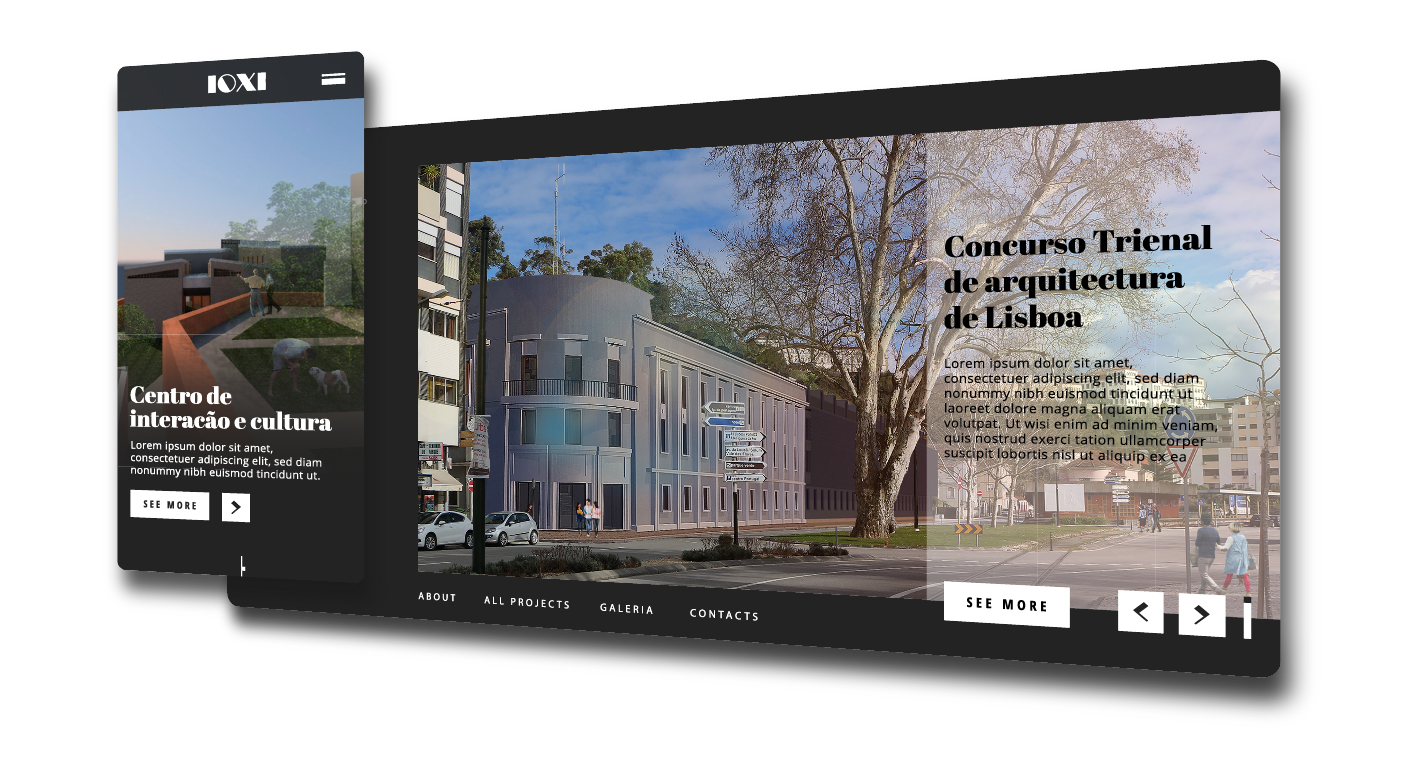 IOXI
Centro de
interacão e cultura
Lorem ipsum dolor sit amet,
consectetuer adipiscing elit, sed diam
nonummy nibh euismod tincidunt ut.
SEE MORE
Concurso Trienal
de arquitectura
de Lisboa
Lorem ipsum dolor sit amet,
consectetuer adipiscing elit, sed diam
nonummy nibh euismod tincidunt ut
laoreet dolore magna aliquam erat
volutpat. Ut wisi enim ad minim veniam,
quis nostrud exerci tation ullamcorper
suscipit lobortis nisl ut aliquip ex ea
SEE MORE
ABOUT
ALL PROJECTS
GALERIA
CONTACTS